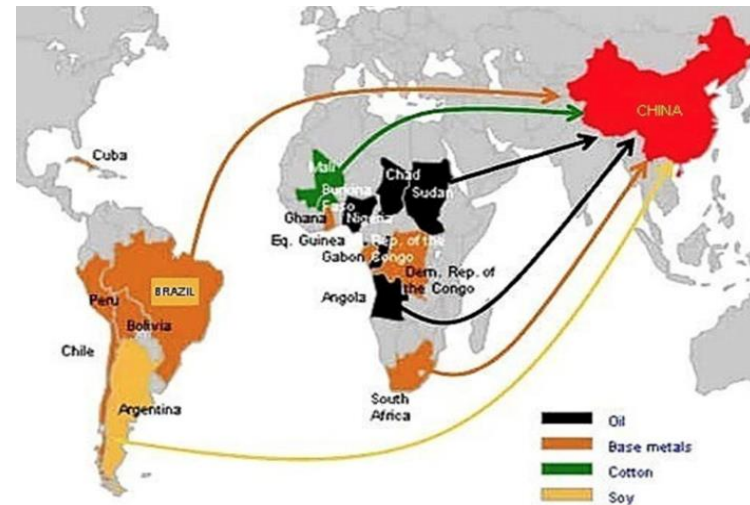 CHINA
Cuba
Mali
Burkina
Faso
Chad
Sudan
Ghana
Nigeria
Eq. Guinea
Rep. of the
Gabon Congo
Dem. Rep. of
the Congo
Angola
BRAZIL
Peru
Bolivia
Chile
Argentina
South
Africa
Oil
Base metals
Cotton
Soy